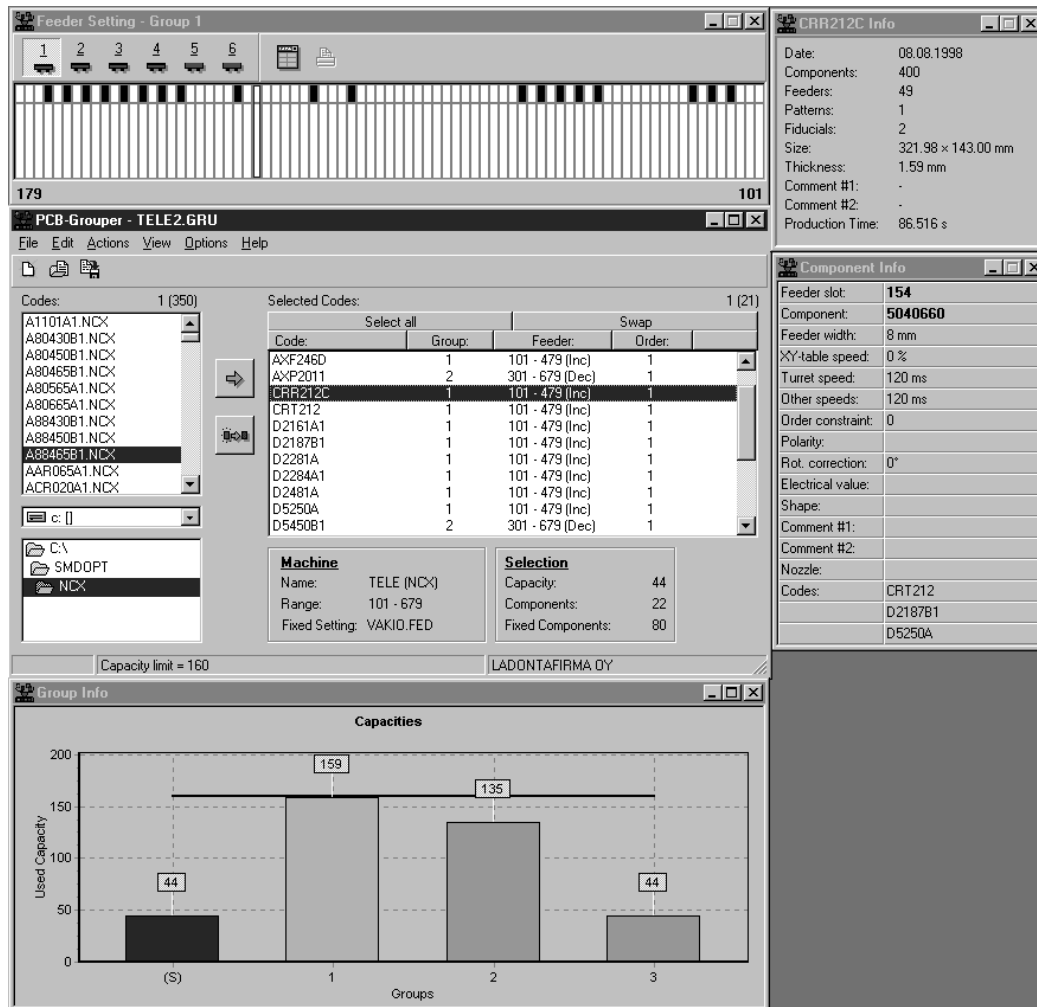 Feeder Setting - Group 1
1 2 3 4 5 6
179 101
PCB-Grouper - TELE2.GRU
File Edit Actions View Options Help
Codes: 1 (350)
A1101A1.NCX
A80430B1.NCX
A80450B1.NCX
A80465B1.NCX
A80565A1.NCX
A80665A1.NCX
A88430B1.NCX
A88450B1.NCX
A88465B1.NCX
AAR065A1.NCX
ACR020A1.NCX
c: []
C:\
SMDOPT
NCX
Selected Codes: 1 (21)
Select all Swap
Code: Group: Feeder: Order:
AXF246D 1 101 - 479 (Inc) 1
AXP2011 2 301 - 679 (Dec) 1
CRR212C 1 101 - 479 (Inc) 1
CRT212 1 101 - 479 (Inc) 1
D2161A1 1 101 - 479 (Inc) 1
D2187B1 1 101 - 479 (Inc) 1
D2281A 1 101 - 479 (Inc) 1
D2284A1 1 101 - 479 (Inc) 1
D2481A 1 101 - 479 (Inc) 1
D5250A 1 101 - 479 (Inc) 1
D5450B1 2 301 - 679 (Dec) 1
Machine
Name: TELE (NCX)
Range: 101 - 679
Fixed Setting: VAKIO.FED
Selection
Capacity: 44
Components: 22
Fixed Components: 80
Capacity limit = 160 LADONTAFIRMA OY
Group Info
Capacities
200
150
100
50
0
Used Capacity
44
159
135
44
(S) 1 2 3
Groups
CRR212C Info
Date: 08.08.1998
Components: 400
Feeders: 49
Patterns: 1
Fiducials: 2
Size: 321.98 × 143.00 mm
Thickness: 1.59 mm
Comment #1: -
Comment #2: -
Production Time: 86.516 s
Component Info
Feeder slot: 154
Component: 5040660
Feeder width: 8 mm
XY-table speed: 0 %
Turret speed: 120 ms
Other speeds: 120 ms
Order constraint: 0
Polarity:
Rot. correction: 0°
Electrical value:
Shape:
Comment #1:
Comment #2:
Nozzle:
Codes: CRT212
D2187B1
D5250A